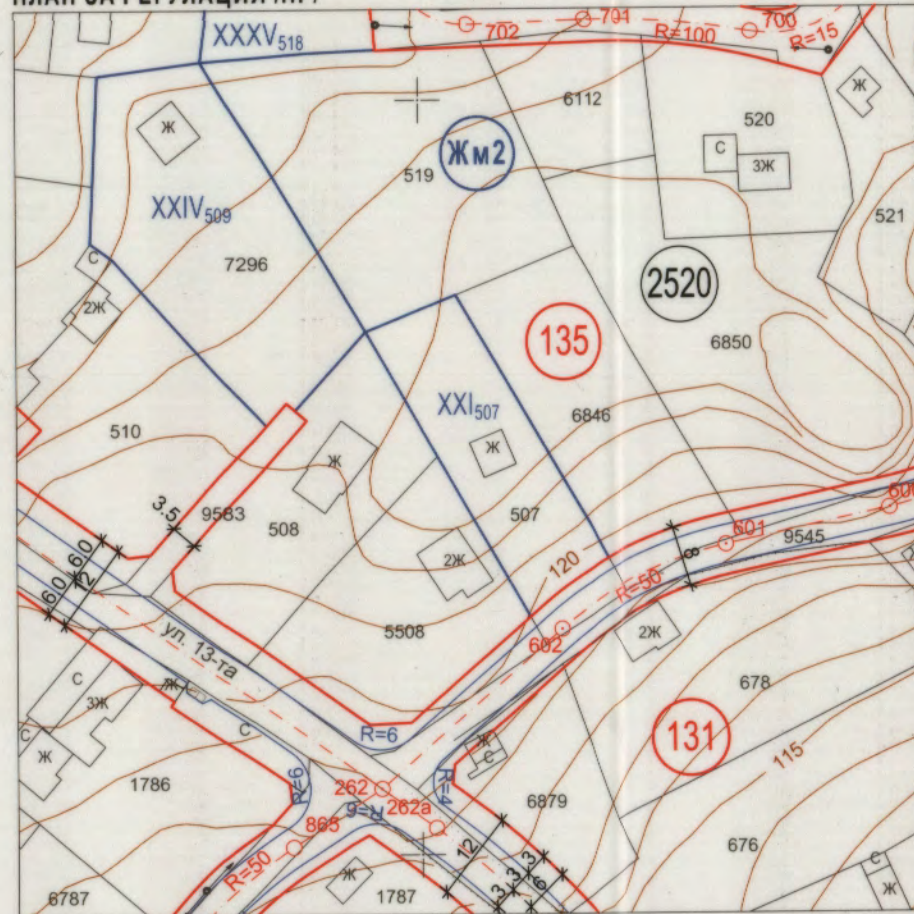 XXXV518
702
701
700
R=100
R=15
Ж
6112
520
Ж
Жм2
С
3Ж
519
XXIV509
521
7296
С
2520
2Ж
135
6850
XXI507
6846
510
Ж
Ж
3.5
9583
508
507
601
9545
8
6.0
6.0
12
2Ж
120
R=50
ул. 13-та
5508
602
2Ж
С
Ж
678
3Ж
С
С
R=6
131
Ж
Ж
С
115
1786
R=6
262
R=4
262а
R=6
6879
865
12
676
R=50
3
3
3
6
Ж
С
Ж
6787
1787